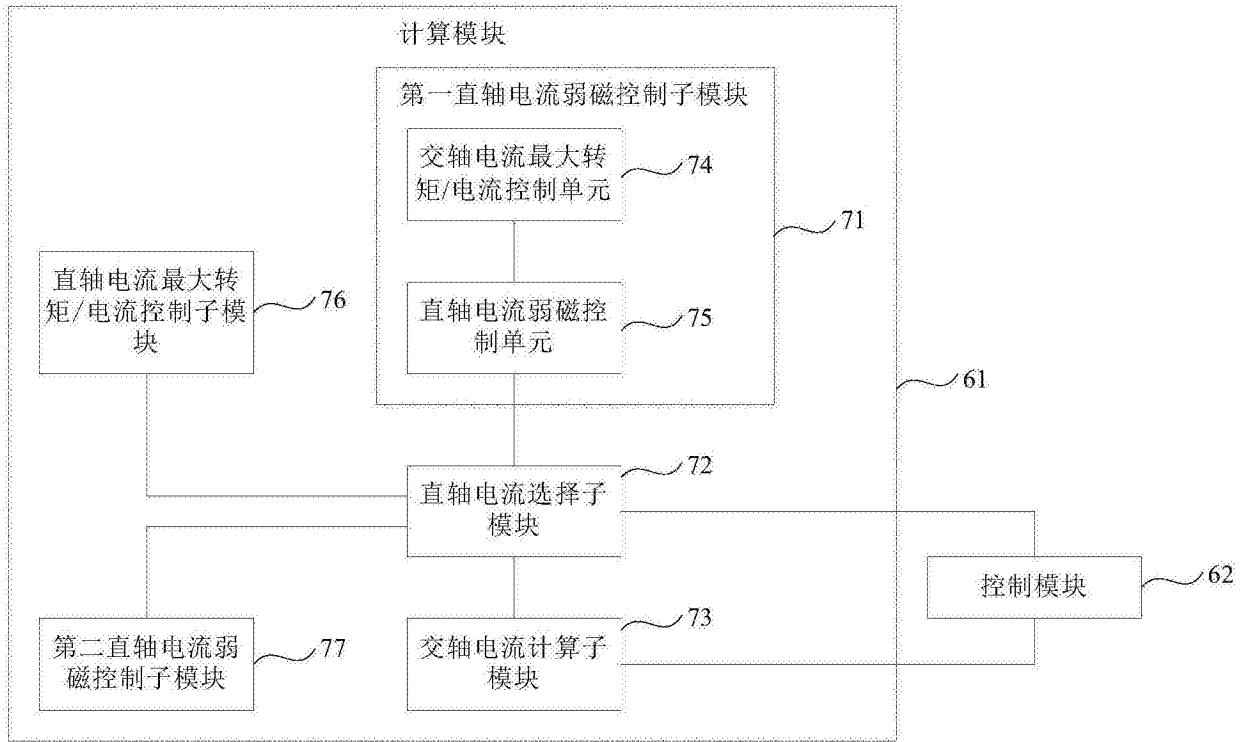 计算模块
第一直轴电流弱磁控制子模块
交轴电流最大转
矩/电流控制单元
74
71
直轴电流最大转
矩/电流控制子模
块
76
直轴电流弱磁控
制单元
75
61
直轴电流选择子
模块
72
控制模块
62
第二直轴电流弱
磁控制子模块
77
交轴电流计算子
模块
73